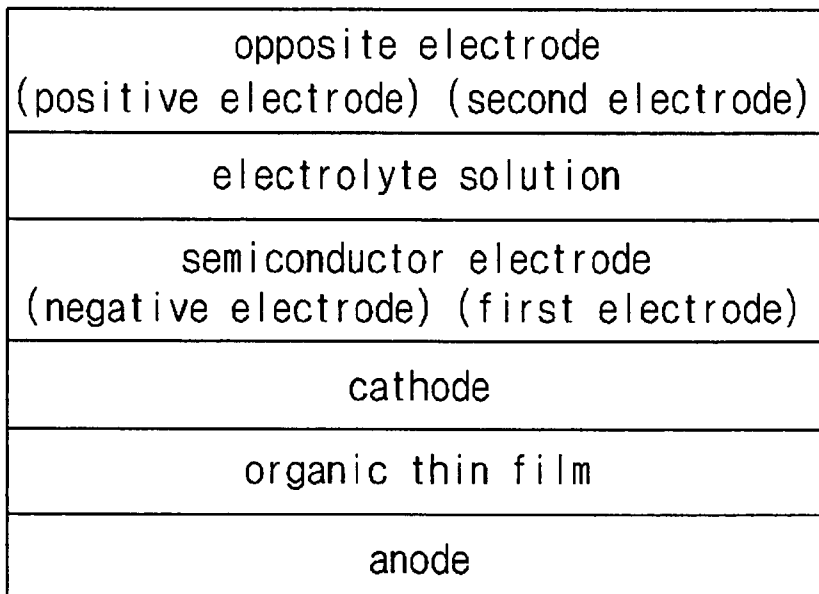 opposite electrode
(positive electrode) (second electrode)
electrolyte solution
semiconductor electrode
(negative electrode) (first electrode)
cathode
organic thin film
anode